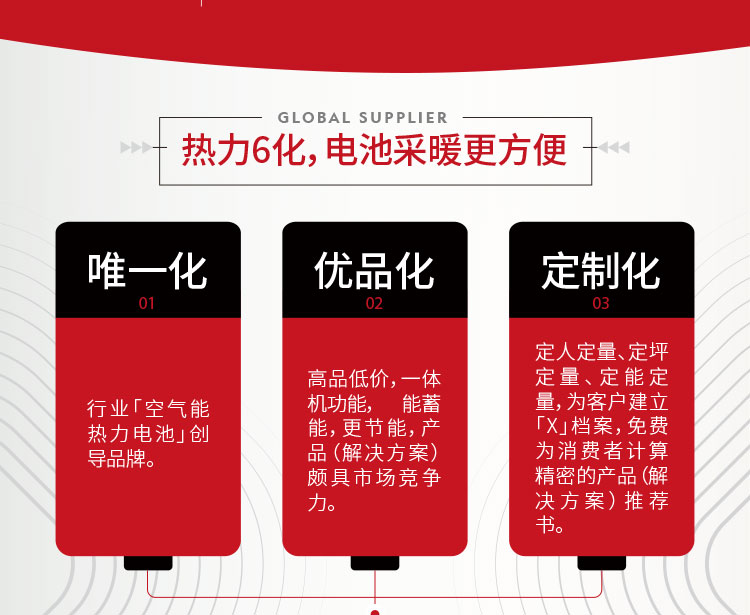 GLOBAL SUPPLIER
热力6化，电池采暖更方便
唯一化
01
行业「空气能
热力电池」创
导品牌。
优品化
02
高品低价，一体
机功能， 能蓄
能，更节能，产
品（解决方案）
颇具市场竞争
力。
定制化
03
定人定量、定坪
定量、定能定
量，为客户建立
「X」档案，免费
为消费者计算
精密的产品（解
决方案）推荐
书。